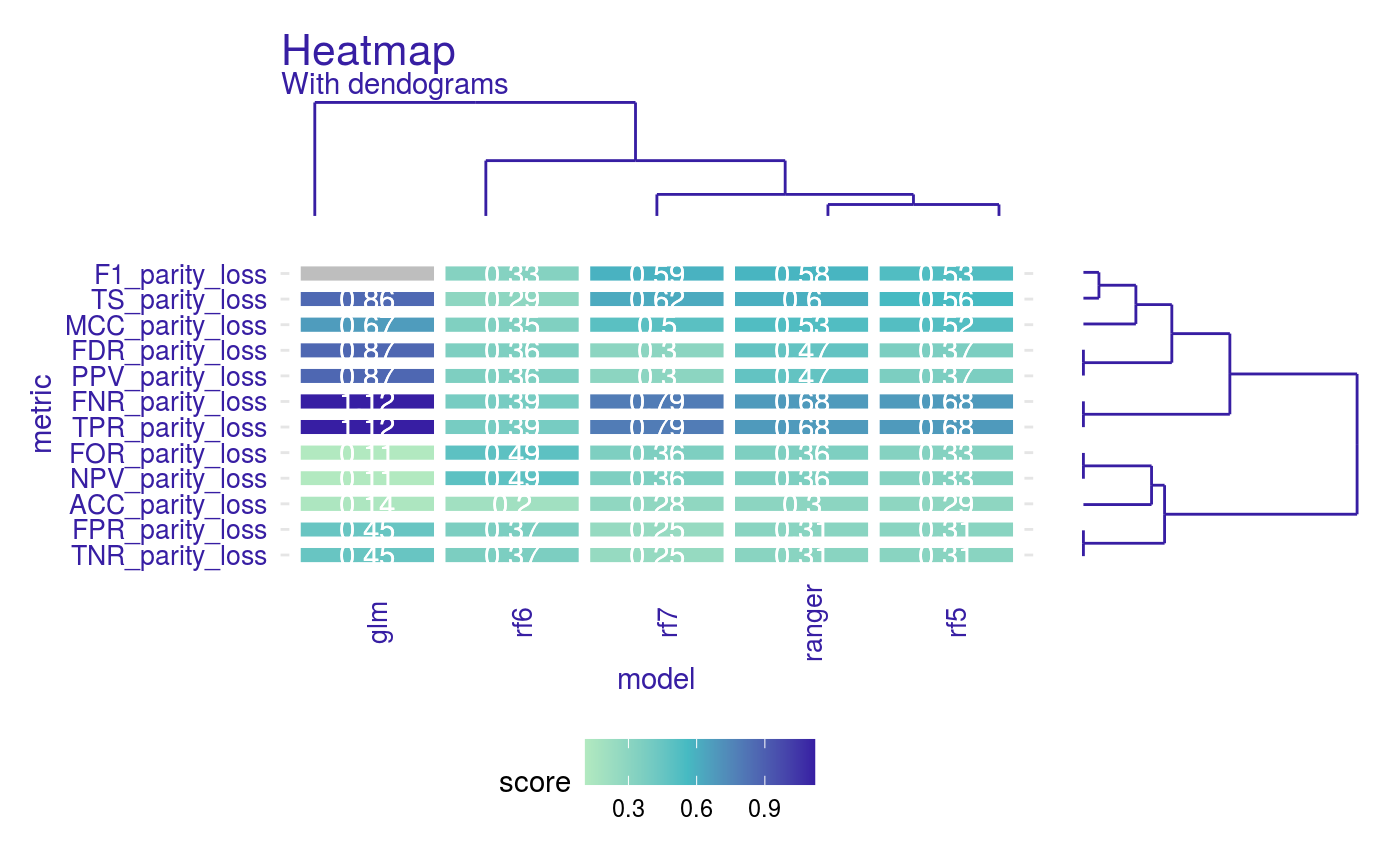 Heatmap
With dendograms
metric
F1_parity_loss 0.33 0.59 0.58 0.53
TS_parity_loss 0.86 0.29 0.62 0.6 0.56
MCC_parity_loss 0.67 0.35 0.5 0.53 0.52
FDR_parity_loss 0.87 0.36 0.3 0.47 0.37
PPV_parity_loss 0.87 0.36 0.3 0.47 0.37
FNR_parity_loss 1.12 0.39 0.79 0.68 0.68
TPR_parity_loss 1.12 0.39 0.79 0.68 0.68
FOR_parity_loss 0.11 0.49 0.36 0.36 0.33
NPV_parity_loss 0.11 0.49 0.36 0.36 0.33
ACC_parity_loss 0.14 0.2 0.28 0.3 0.29
FPR_parity_loss 0.45 0.37 0.25 0.31 0.31
TNR_parity_loss 0.45 0.37 0.25 0.31 0.31
glm rf6 rf7 ranger rf5
model
score
0.3 0.6 0.9